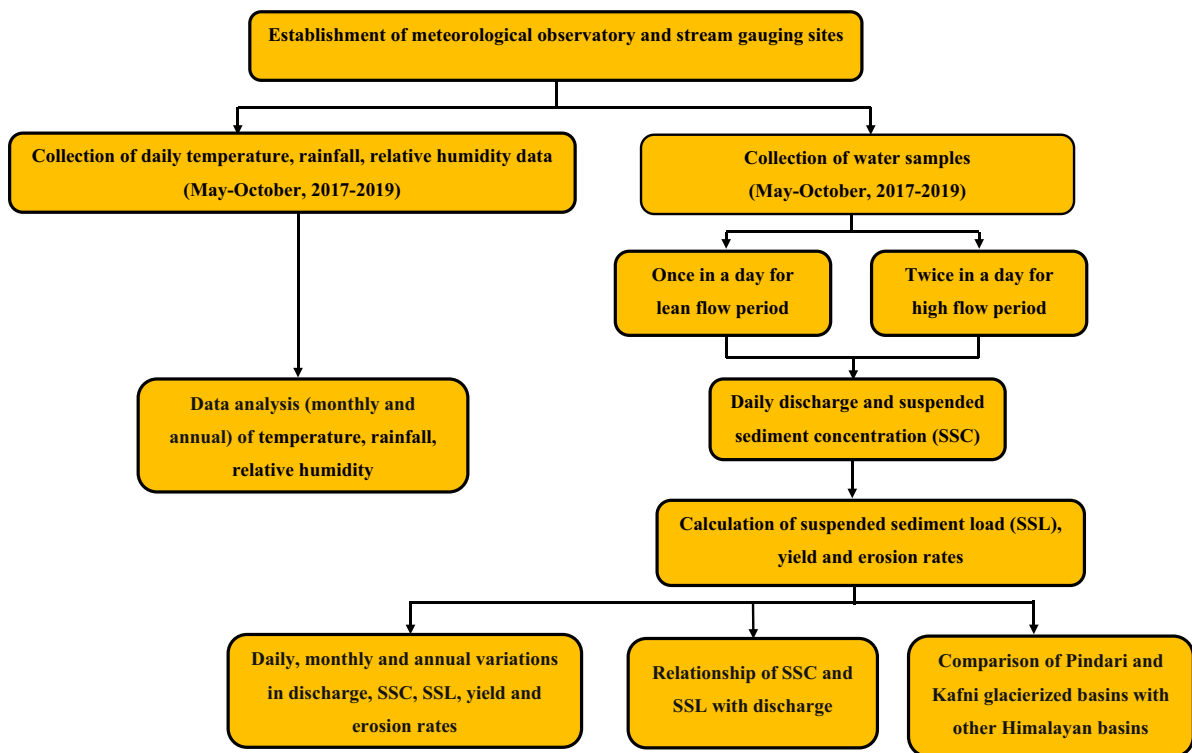 Establishment of meteorological observatory and stream gauging sites
Collection of daily temperature, rainfall, relative humidity data
(May-October, 2017-2019)
Collection of water samples
(May-October, 2017-2019)
Once in a day for
lean flow period
Twice in a day for
high flow period
Data analysis (monthly and
annual) of temperature, rainfall,
relative humidity
Daily discharge and suspended
sediment concentration (SSC)
Calculation of suspended sediment load (SSL),
yield and erosion rates
Daily, monthly and annual variations
in discharge, SSC, SSL, yield and
erosion rates
Relationship of SSC and
SSL with discharge
Comparison of Pindari and
Kafni glacierized basins with
other Himalayan basins